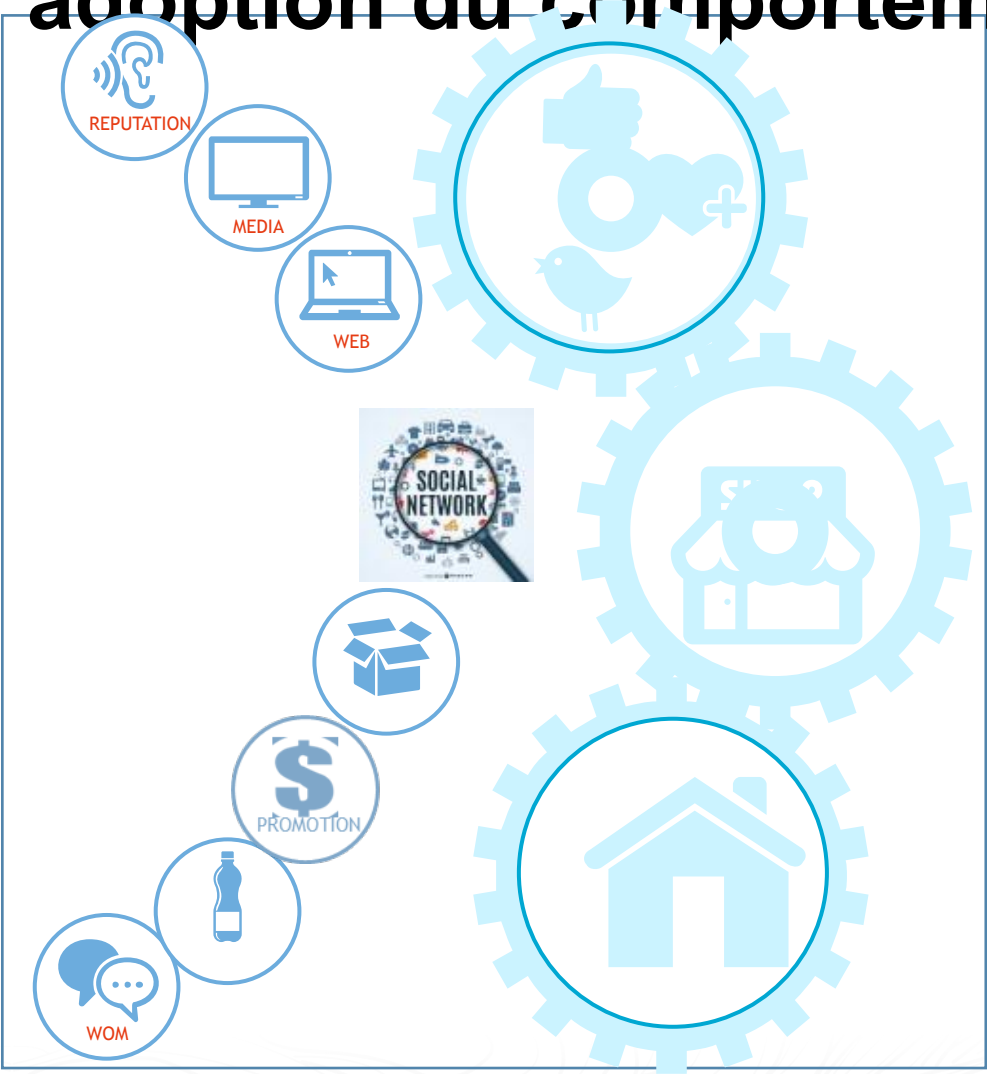 adoption du comportem
REPUTATION
MEDIA
WEB
SOCIAL
NETWORK
PROMOTION
WOM